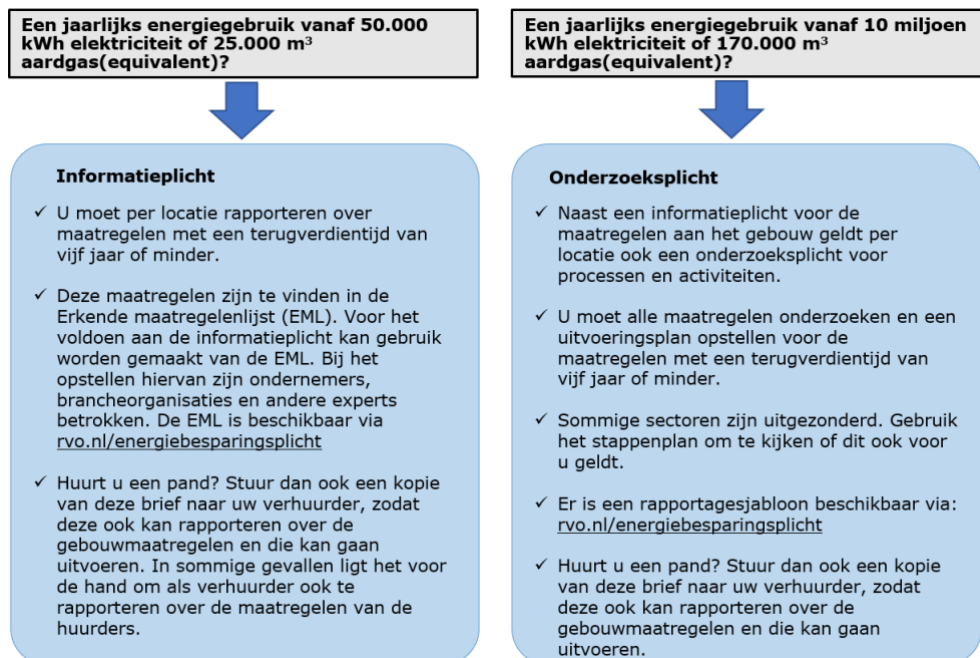 Een jaarlijks energiegebruik vanaf 50.000
kWh elektriciteit of 25.000 m³
aardgas(equivalent)?
Informatieplicht
✓ U moet per locatie rapporteren over
maatregelen met een terugverdientijd van
vijf jaar of minder.
✓ Deze maatregelen zijn te vinden in de
Erkende maatregelenlijst (EML). Voor het
voldoen aan de informatieplicht kan gebruik
worden gemaakt van de EML. Bij het
opstellen hiervan zijn ondernemers,
brancheorganisaties en andere experts
betrokken. De EML is beschikbaar via
rvo.nl/energiebesparingsplicht
✓ Huurt u een pand? Stuur dan ook een kopie
van deze brief naar uw verhuurder, zodat
deze ook kan rapporteren over de
gebouwmaatregelen en die kan gaan
uitvoeren. In sommige gevallen ligt het voor
de hand om als verhuurder ook te
rapporteren over de maatregelen van de
huurders.
Een jaarlijks energiegebruik vanaf 10 miljoen
kWh elektriciteit of 170.000 m³
aardgas(equivalent)?
Onderzoeksplicht
✓ Naast een informatieplicht voor de
maatregelen aan het gebouw geldt per
locatie ook een onderzoeksplicht voor
processen en activiteiten.
✓ U moet alle maatregelen onderzoeken en een
uitvoeringsplan opstellen voor de
maatregelen met een terugverdientijd van
vijf jaar of minder.
✓ Sommige sectoren zijn uitgezonderd. Gebruik
het stappenplan om te kijken of dit ook voor
u geldt.
✓ Er is een rapportagesjabloon beschikbaar via:
rvo.nl/energiebesparingsplicht
✓ Huurt u een pand? Stuur dan ook een kopie
van deze brief naar uw verhuurder, zodat
deze ook kan rapporteren over de
gebouwmaatregelen en die kan gaan
uitvoeren.